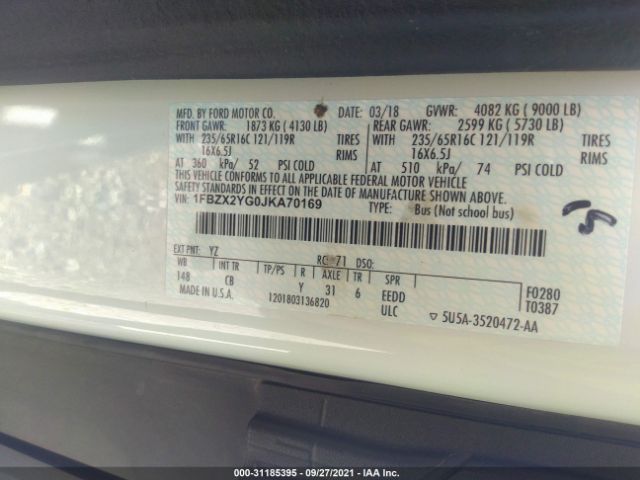 MFD. BY FORD MOTOR CO. DATE: 03/18 GVWR: 4082 KG ( 9000 LB)
FRONT GAWR: 1873 KG ( 4130 LB) REAR GAWR: 2599 KG ( 5730 LB)
WITH 235/65R16C 121/119R TIRES WITH 235/65R16C 121/119R TIRES
16X6.5J RIMS 16X6.5J RIMS
AT 360 kPa/ 52 PSI COLD AT 510 kPa/ 74 PSI COLD
THIS VEHICLE CONFORMS TO ALL APPLICABLE FEDERAL MOTOR VEHICLE
SAFETY STANDARDS IN EFFECT ON THE DATE OF MANUFACTURE SHOWN ABOVE.
VIN: 1FBZX2YG0JKA70169 TYPE: Bus (Not school bus)
EXT PNT: YZ RC: 71 DSO:
WB INT TR TP/PS R AXLE TR SPR
148 CB Y 31 6 EEDD F0280
MADE IN U.S.A. 1201803136820 ULC ▽ 5U5A-3520472-AA T0387
000-31185395 - 09/27/2021 - IAA Inc.